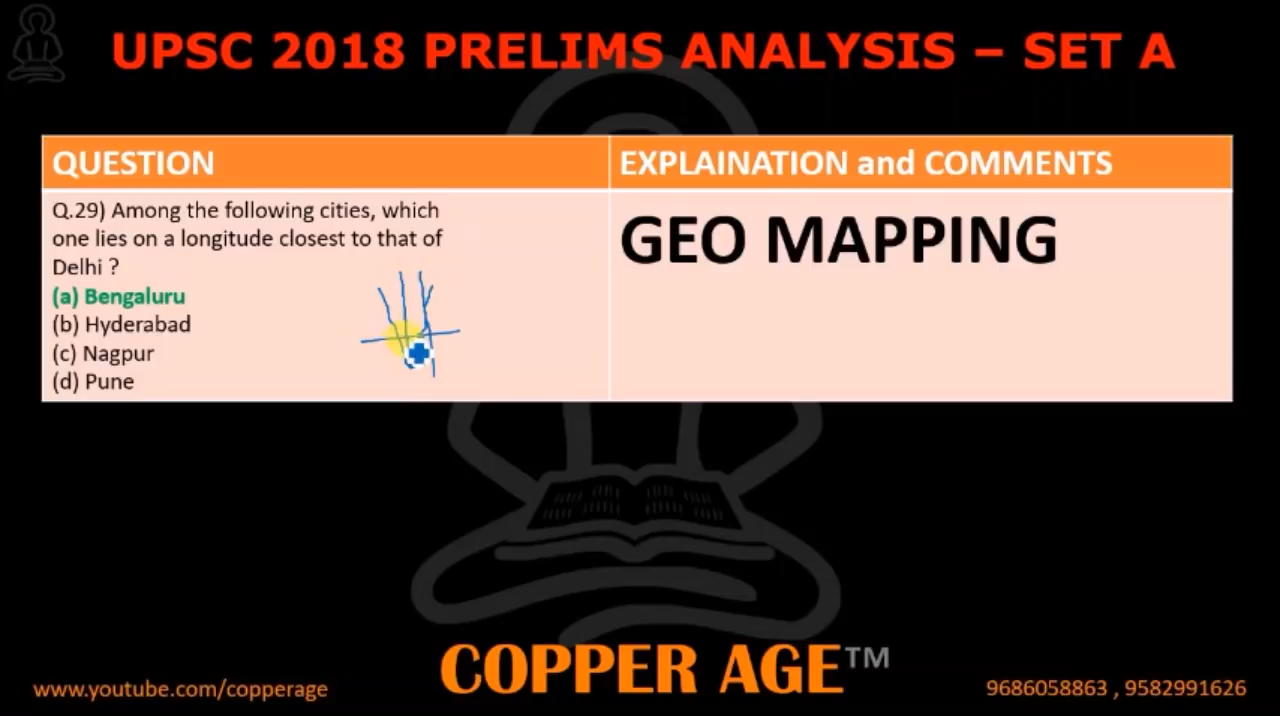 UPSC 2018 PRELIMS ANALYSIS – SET A
QUESTION
EXPLAINATION and COMMENTS
Q.29) Among the following cities, which
one lies on a longitude closest to that of
Delhi ?
(a) Bengaluru
(b) Hyderabad
(c) Nagpur
(d) Pune
GEO MAPPING
COPPER AGE™
www.youtube.com/copperage
9686058863 , 9582991626